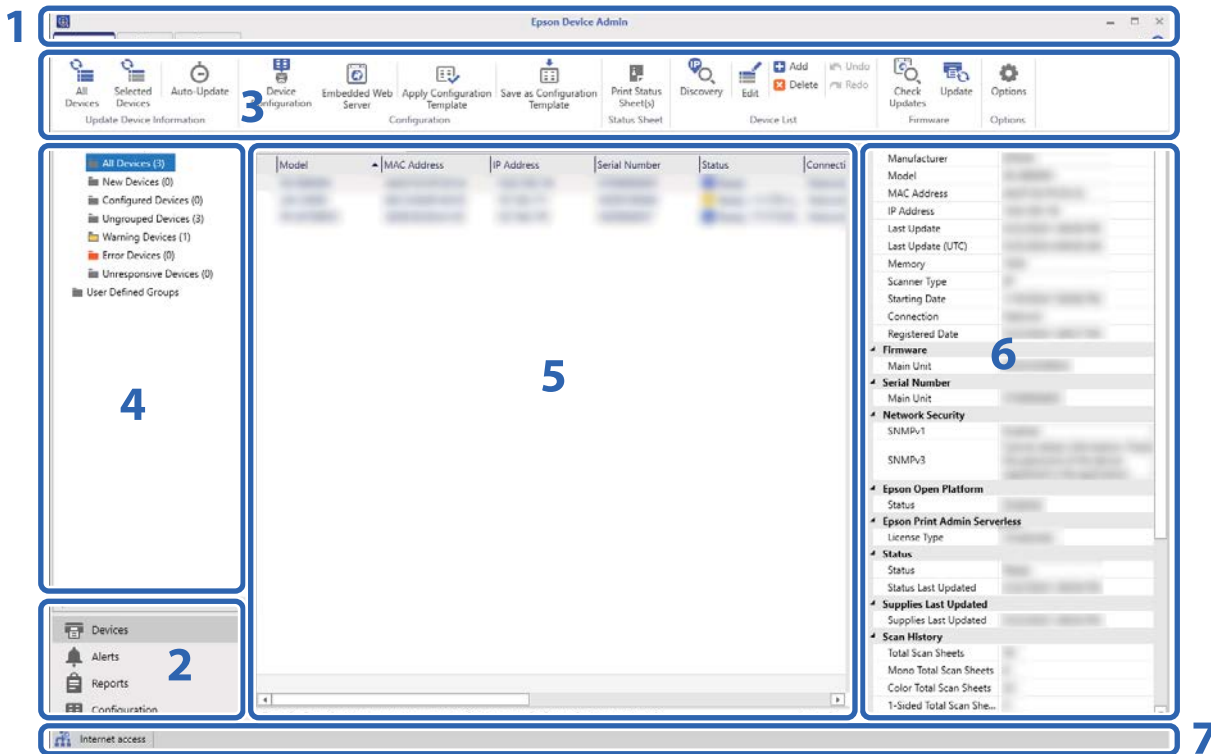 1
Epson Device Admin
All Devices
Selected Devices
Auto-Update
Update Device Information
3
Device Configuration
Embedded Web Server
Apply Configuration Template
Save as Configuration Template
Configuration
Print Status Sheet(s)
Status Sheet
Discovery
Edit
Add
Delete
Undo
Redo
Device List
Check Updates
Update
Firmware
Options
Options
All Devices (3)
New Devices (0)
Configured Devices (0)
Ungrouped Devices (3)
Warning Devices (1)
Error Devices (0)
Unresponsive Devices (0)
User Defined Groups
4
Model MAC Address IP Address Serial Number Status Connecti
5
Manufacturer
Model
MAC Address
IP Address
Last Update
Last Update (UTC)
Memory
Scanner Type
Starting Date
Connection
Registered Date
6
Firmware
Main Unit
Serial Number
Main Unit
Network Security
SNMPv1
SNMPv3
Epson Open Platform
Status
Epson Print Admin Serverless
License Type
Status
Status
Status Last Updated
Supplies Last Updated
Supplies Last Updated
Scan History
Total Scan Sheets
Mono Total Scan Sheets
Color Total Scan Sheets
1-Sided Total Scan She...
Devices
Alerts
Reports
Configuration
2
Internet access
7